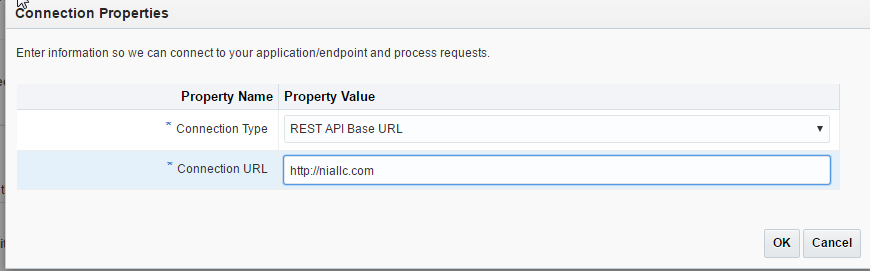 Connection Properties
Enter information so we can connect to your application/endpoint and process requests.
Property Name Property Value
* Connection Type REST API Base URL
* Connection URL http://niallc.com
OK Cancel